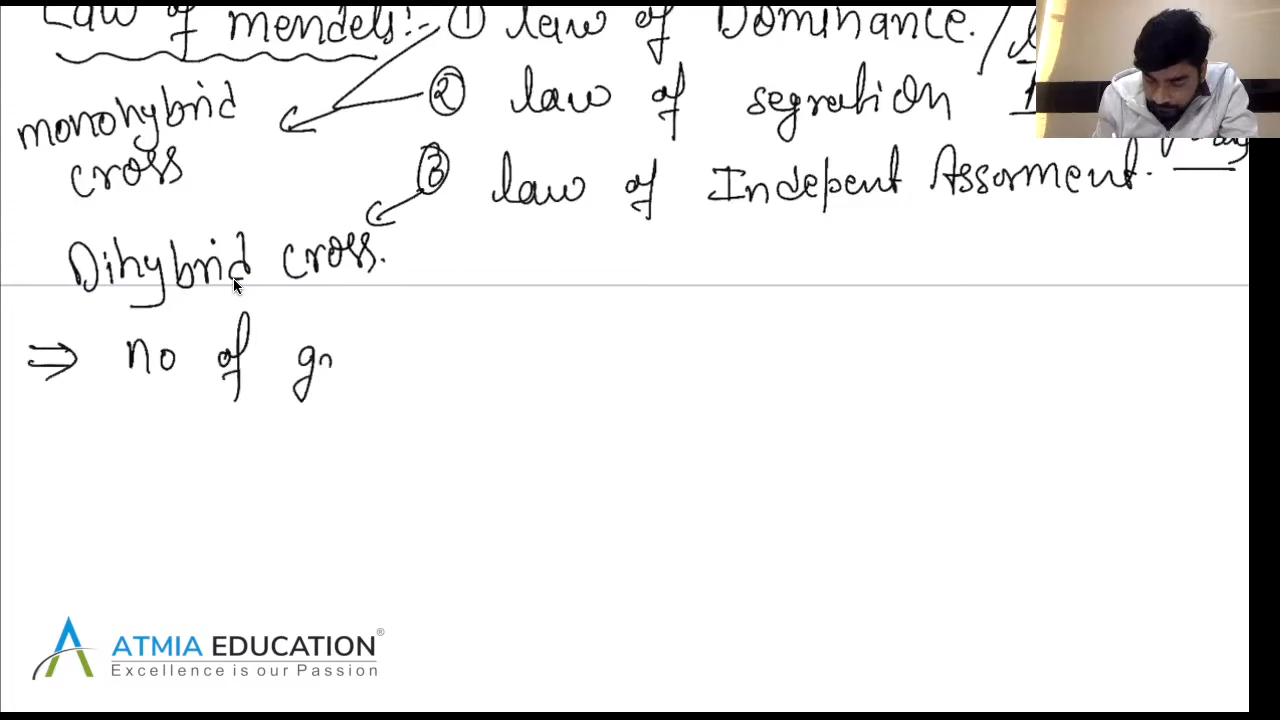 Law of mendels:- ① law of Dominance. /
monohybrid ② law of segration
cross
③ law of Indepent Assorment.
Dihybrid cross.
⇒ no of
ATMIA EDUCATION®
Excellence is our Passion